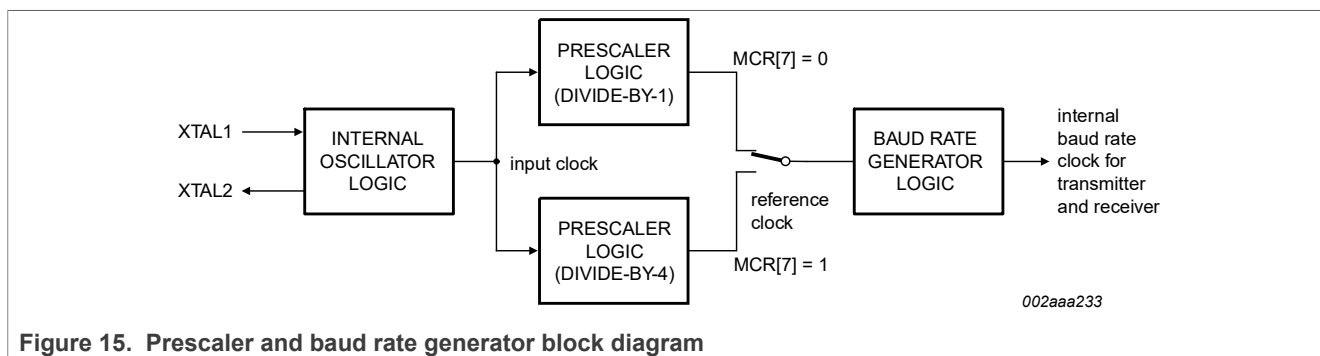 XTAL1
XTAL2
INTERNAL
OSCILLATOR
LOGIC
input clock
PRESCALER
LOGIC
(DIVIDE-BY-1)
PRESCALER
LOGIC
(DIVIDE-BY-4)
MCR[7] = 0
reference
clock
MCR[7] = 1
BAUD RATE
GENERATOR
LOGIC
internal
baud rate
clock for
transmitter
and receiver
002aaa233
Figure 15. Prescaler and baud rate generator block diagram